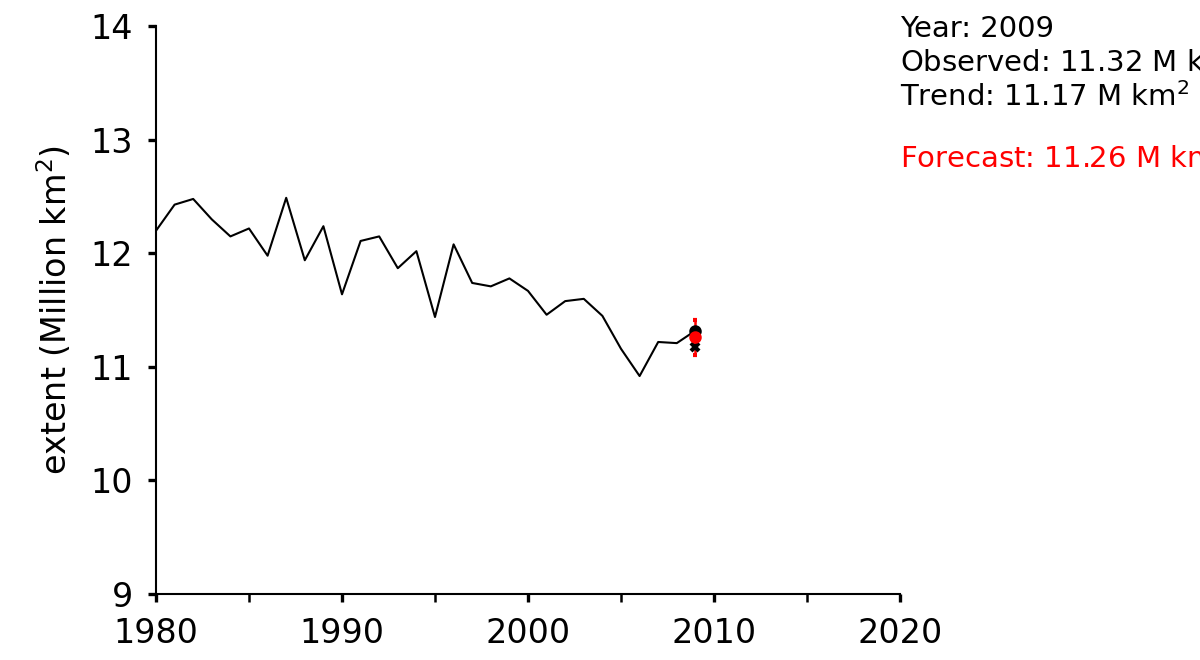 14
13
12
11
10
9
extent (Million km²)
1980 1990 2000 2010 2020
Year: 2009
Observed: 11.32 M k
Trend: 11.17 M km²
Forecast: 11.26 M km